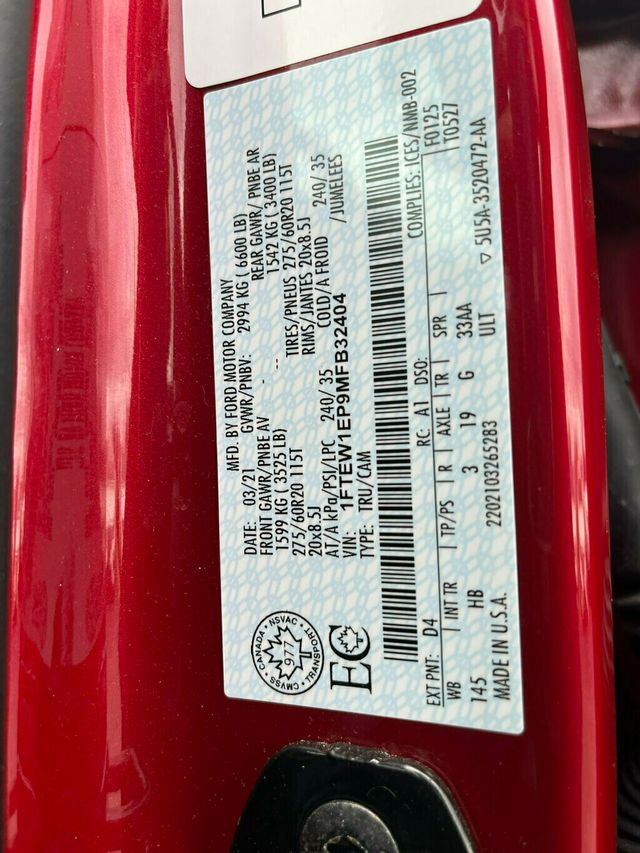 DATE: 03/21
MFD. BY FORD MOTOR COMPANY
GVWR/PNBV: 2994 KG ( 6600 LB)
FRONT GAWR/PNBE AV
REAR GAWR/ PNBE AR
1599 KG ( 3525 LB)
1542 KG ( 3400 LB)
275/60R20 115T
TIRES/PNEUS 275/60R20 115T
20x8.5J
RIMS/JANTES 20x8.5J
AT/A kPa/PSI/LPC 240/ 35
COLD/A FROID 240/ 35
VIN: 1FTEW1EP9MFB32404
/JUMELEES
TYPE: TRU/CAM
COMPLIES: ICES/NMB-002
CANADA
NSVAC
TRANSPORT
CMVSS
977
EC
EXT PNT: D4 RC: A1 DSO: F0125
T0527
WB INT TR TP/PS R AXLE TR SPR
145 HB 3 19 G 33AA
2202103265283 ULT
MADE IN U.S.A. ▽ 5U5A-3520472-AA